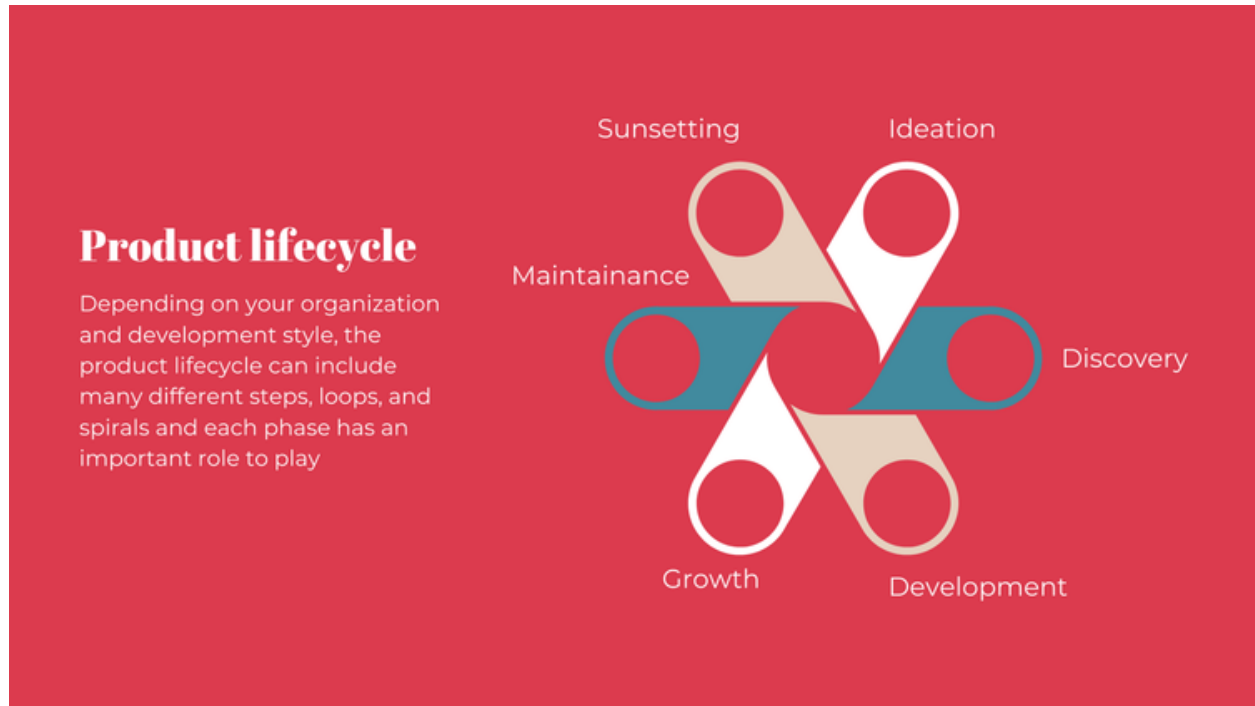 Product lifecycle
Depending on your organization
and development style, the
product lifecycle can include
many different steps, loops, and
spirals and each phase has an
important role to play
Sunsetting
Ideation
Maintainance
Discovery
Growth
Development